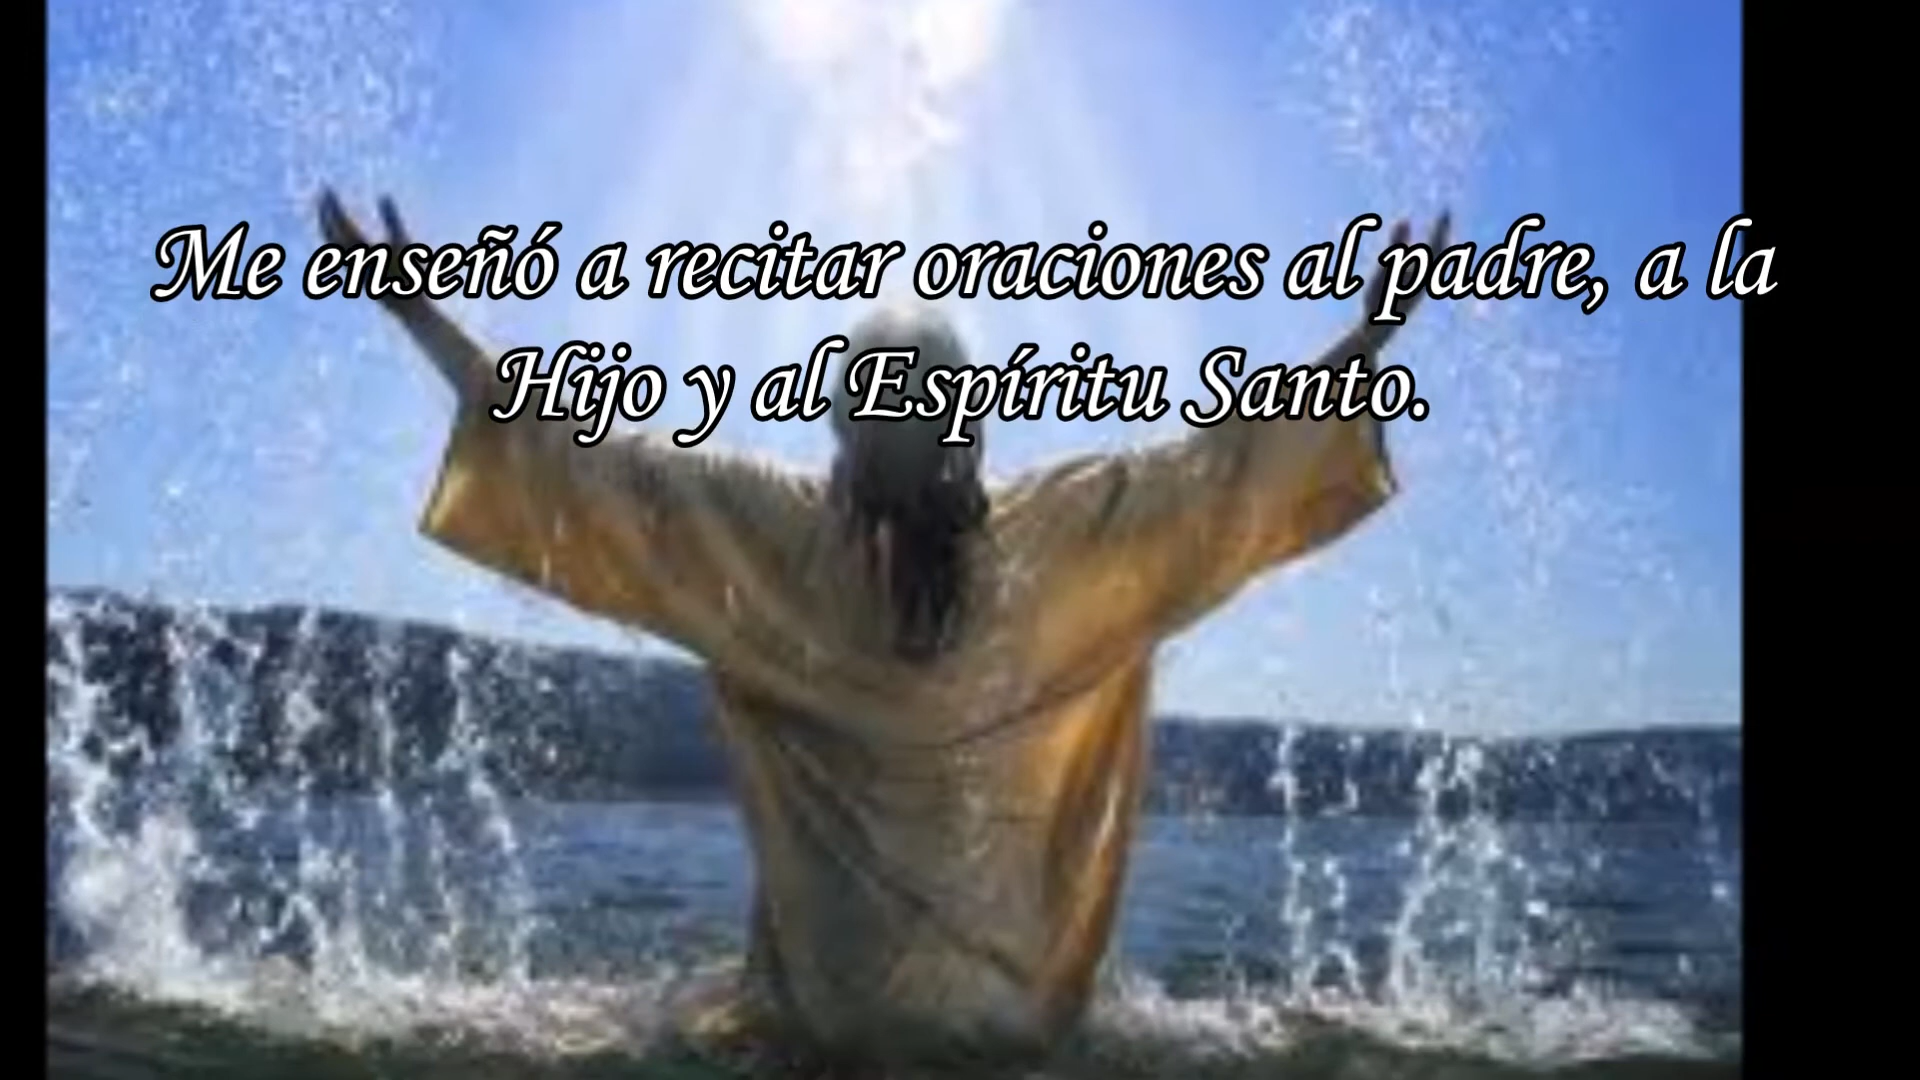 Me enseñó a recitar oraciones al padre, a la
Hijo y al Espíritu Santo.